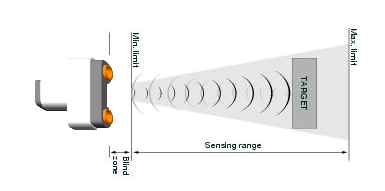 Min. limit
Max. limit
TARGET
Sensing range
Blind
zone